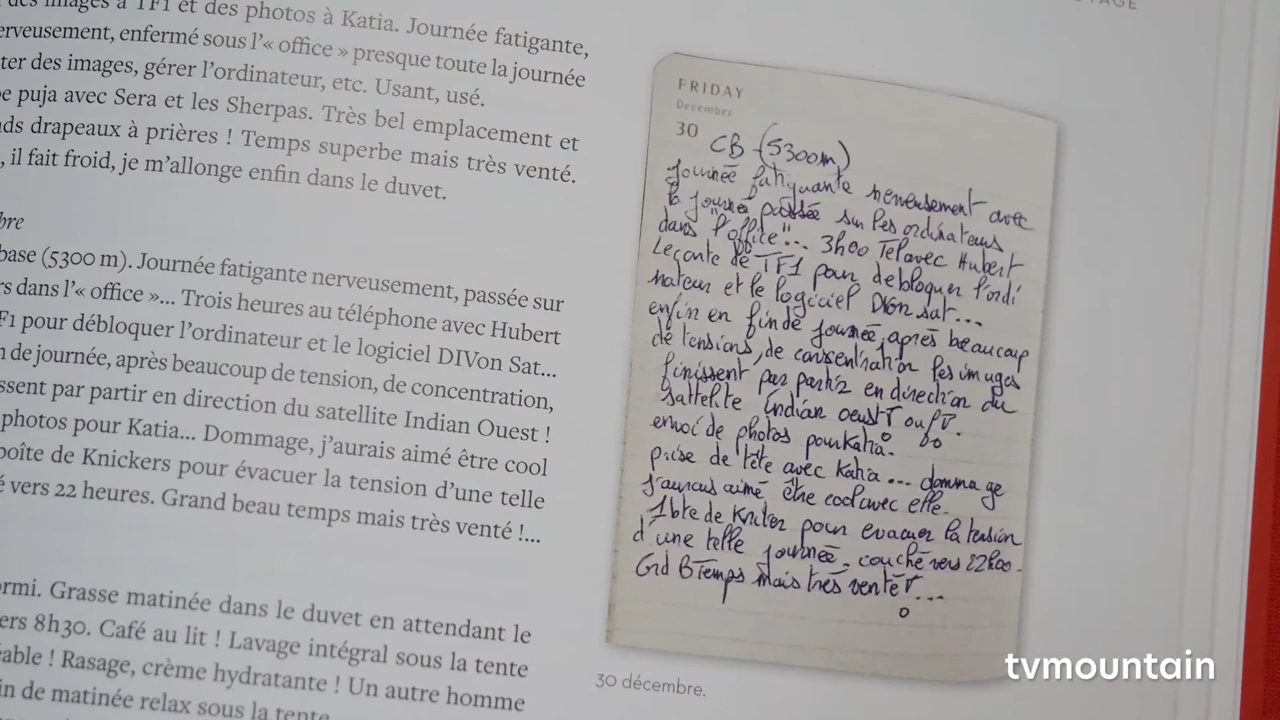 des images à TF1 et des photos à Katia. Journée fatigante,
erveusement, enfermé sous l'« office » presque toute la journée
ter des images, gérer l'ordinateur, etc. Usant, usé.
e puja avec Sera et les Sherpas. Très bel emplacement et
ds drapeaux à prières ! Temps superbe mais très venté.
, il fait froid, je m'allonge enfin dans le duvet.
bre
base (5300 m). Journée fatigante nerveusement, passée sur
rs dans l'« office »... Trois heures au téléphone avec Hubert
F1 pour débloquer l'ordinateur et le logiciel DIVon Sat...
n de journée, après beaucoup de tension, de concentration,
ssent par partir en direction du satellite Indian Ouest !
photos pour Katia... Dommage, j'aurais aimé être cool
boîte de Knickers pour évacuer la tension d'une telle
é vers 22 heures. Grand beau temps mais très venté !...
ormi. Grasse matinée dans le duvet en attendant le
ers 8h30. Café au lit ! Lavage intégral sous la tente
able ! Rasage, crème hydratante ! Un autre homme
in de matinée relax sous la tente
YAGE
FRIDAY
December
30
CB (5300m)
Journée fatiguante nerveusement avec
la journée passée sur les ordinateurs
dans "l'office"... 3h00 Tel avec Hubert
Leconte de TF1 pour debloquer l'ordi
nateur et le logiciel DIVon sat...
enfin en fin de journée, après beaucoup
de tensions, de consentration les images
finissent par partir en direction du
sattelite indian oeust ! ouf !!
envoi de photos pour Katia.
prise de tête avec Katia... dommage
j'aurais aimé être cool avec elle.
1 bte de pour evacuer la tension
d'une telle journée. couché vers 22h00.
Grd B Temps mais très venté !...
30 décembre.
tvmountain